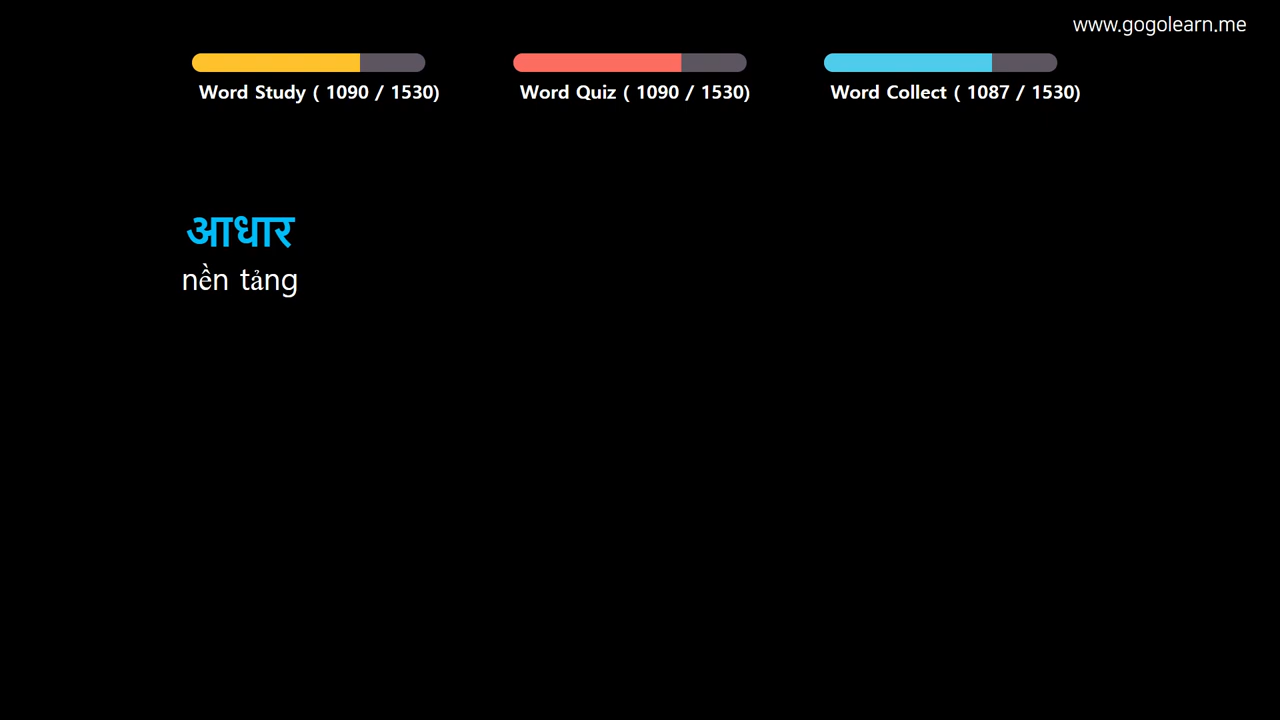 www.gogolearn.me
Word Study ( 1090 / 1530)
Word Quiz ( 1090 / 1530)
Word Collect ( 1087 / 1530)
आधार
nền tảng